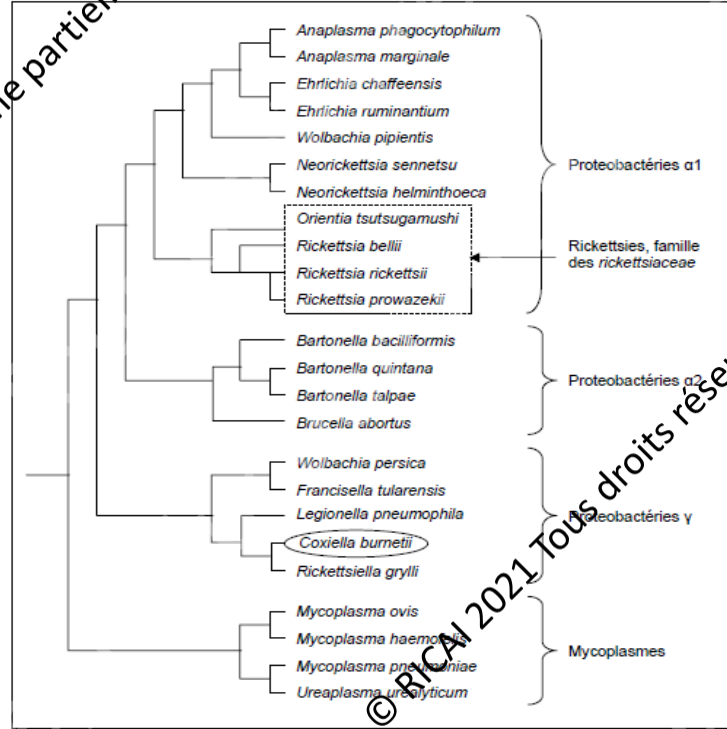 Anaplasma phagocytophilum
Anaplasma marginale
Ehrlichia chaffeensis
Ehrlichia ruminantium
Wolbachia pipientis
Neorickettsia sennetsu
Neorickettsia helminthoeca
Proteobactéries α1
Orientia tsutsugamushi
Rickettsia bellii
Rickettsia rickettsii
Rickettsia prowazekii
Rickettsies, famille
des rickettsiaceae
Bartonella bacilliformis
Bartonella quintana
Bartonella talpae
Brucella abortus
Proteobactéries α2
Wolbachia persica
Francisella tularensis
Legionella pneumophila
Coxiella burnetii
Rickettsiella grylli
Proteobactéries γ
Mycoplasma ovis
Mycoplasma haemofelis
Mycoplasma pneumoniae
Ureaplasma urealyticum
Mycoplasmes
partie
© RICAI 2021 Tous droits rése